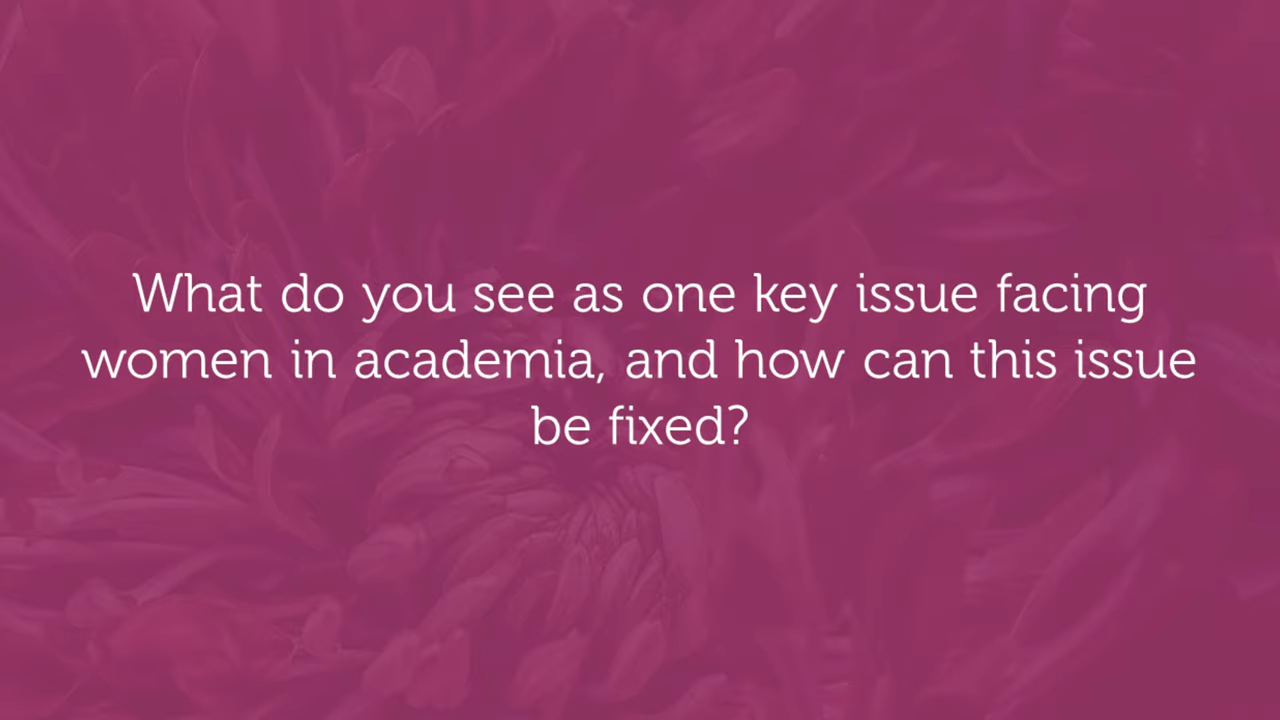 What do you see as one key issue facing
women in academia, and how can this issue
be fixed?